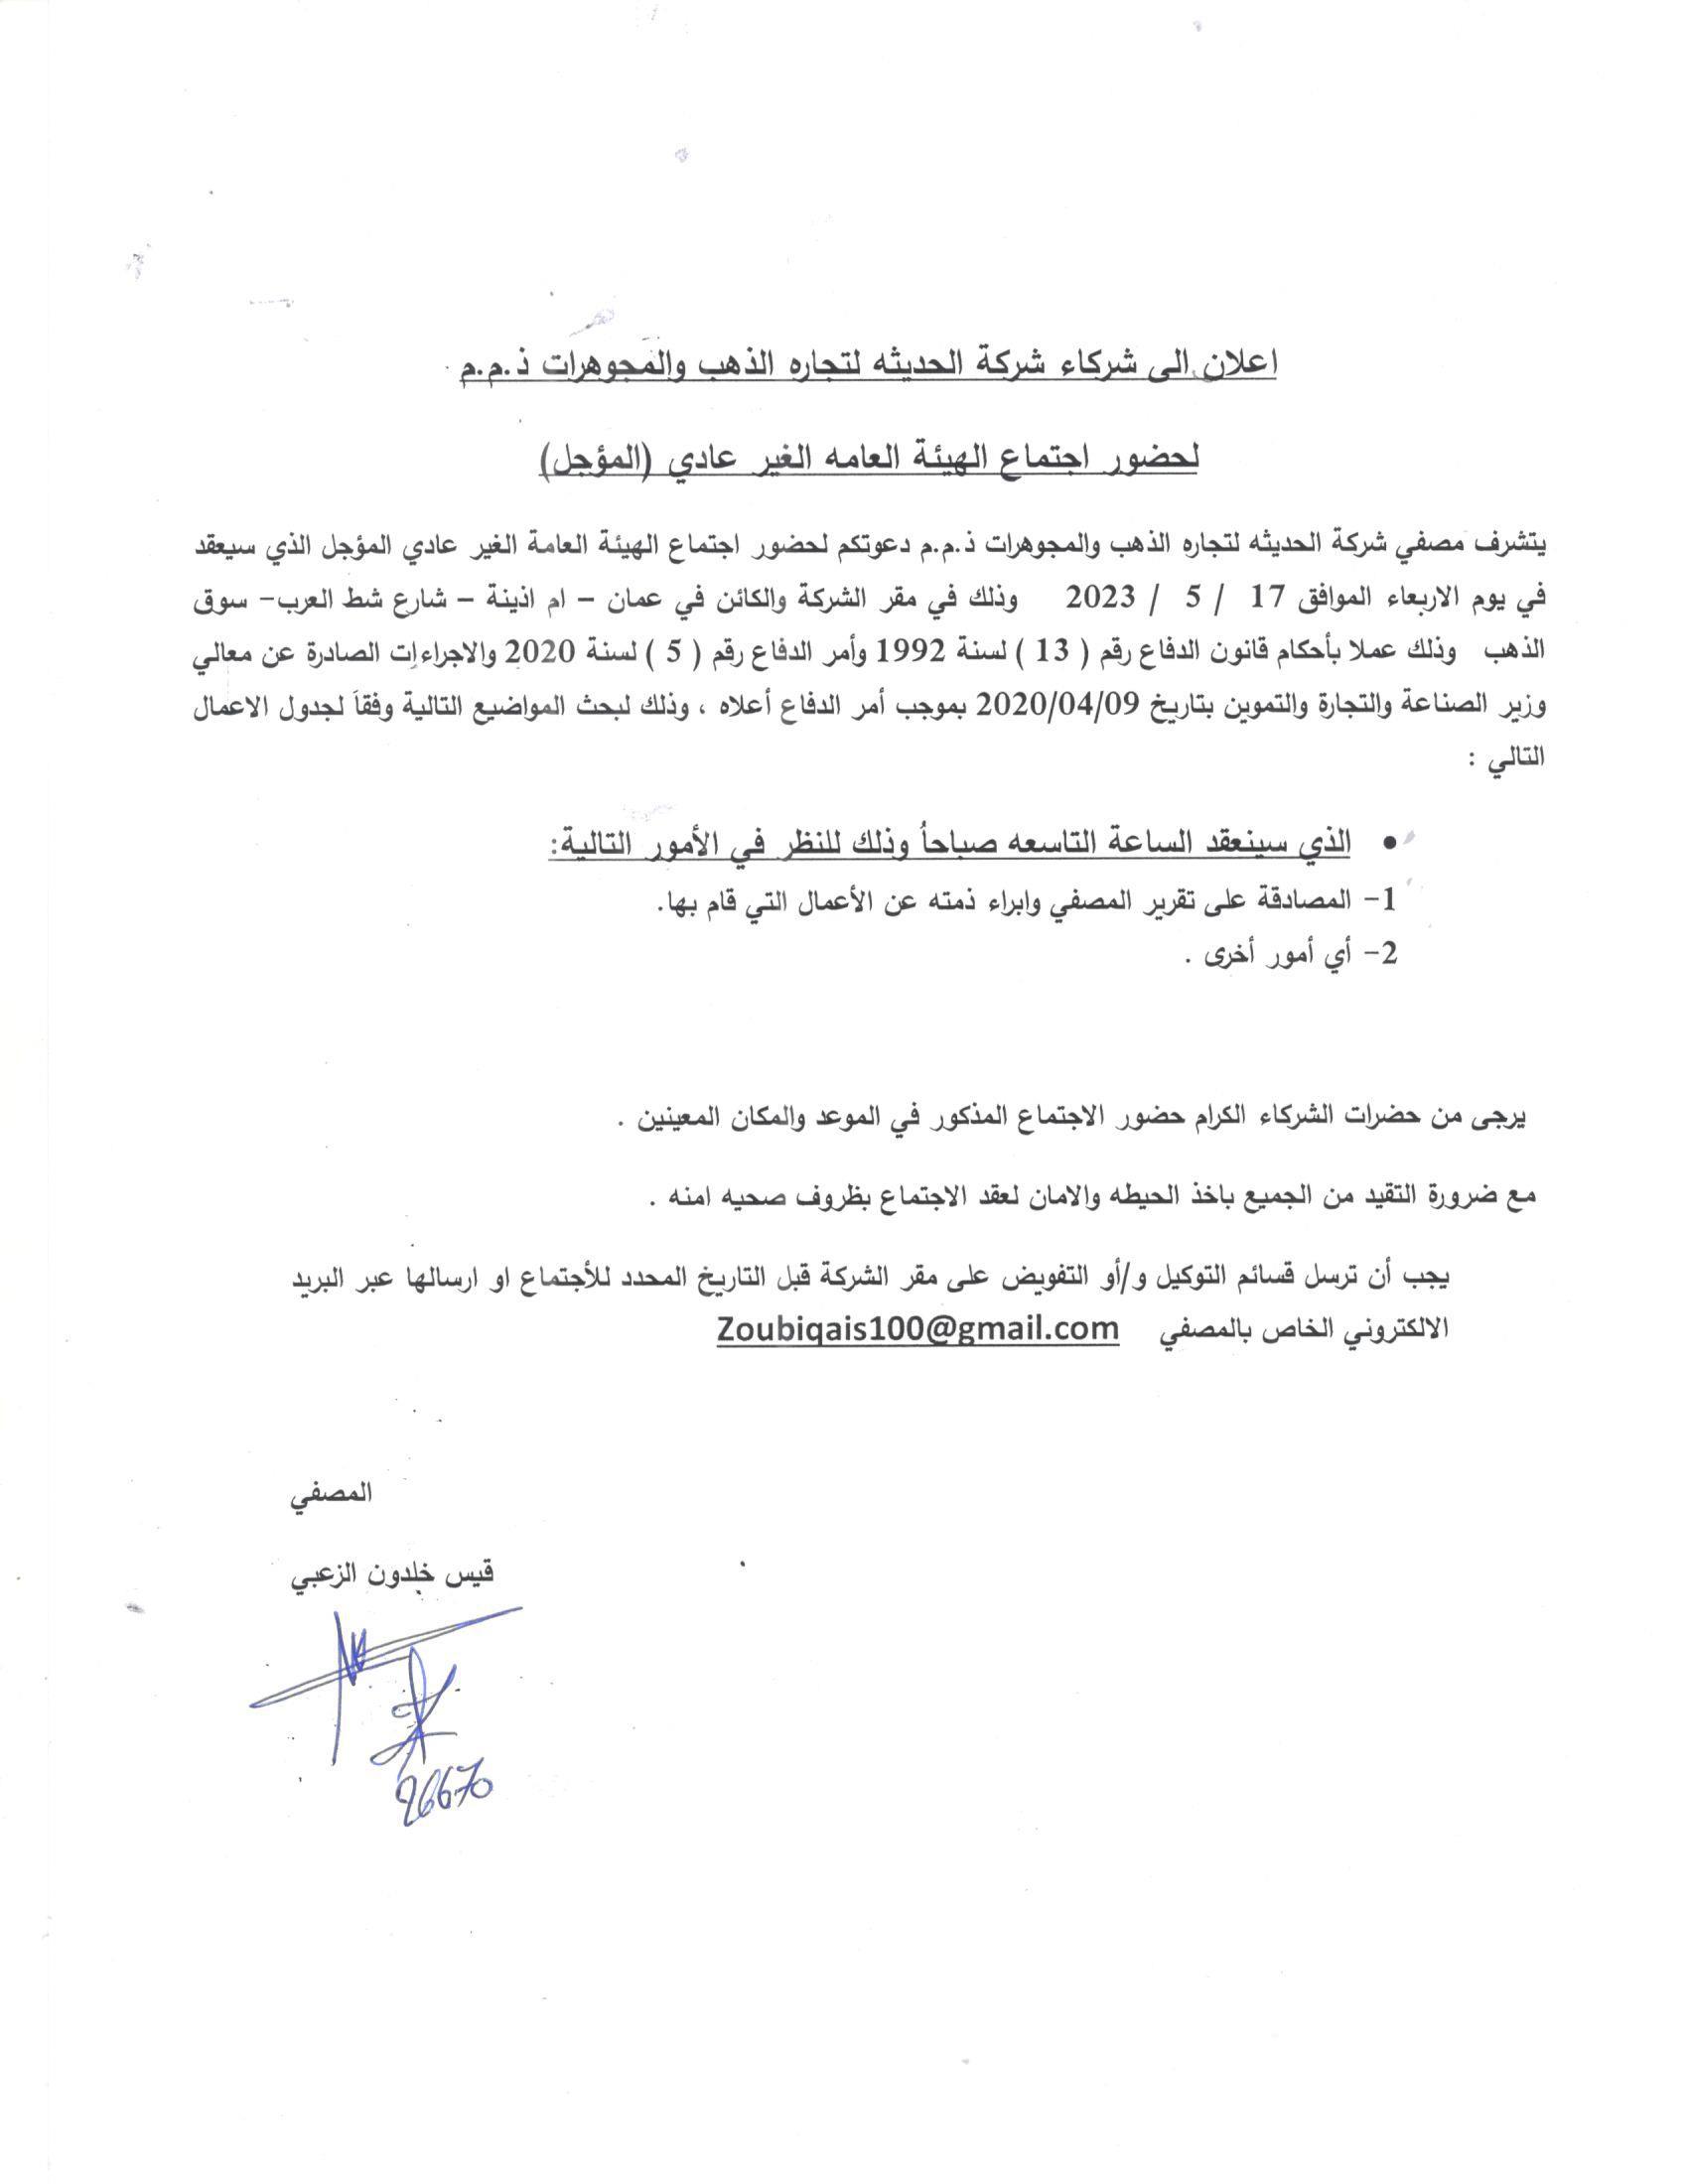 اعلان الى شركاء شركة الحديثه لتجاره الذهب والمجوهرات ذ.م.م
لحضور اجتماع الهيئة العامه الغير عادي (المؤجل)
يتشرف مصفي شركة الحديثه لتجاره الذهب والمجوهرات ذ.م.م دعوتكم لحضور اجتماع الهيئة العامة الغير عادي المؤجل الذي سيعقد
في يوم الاربعاء الموافق 17 / 5 / 2023 وذلك في مقر الشركة والكائن في عمان – ام اذينة – شارع شط العرب- سوق
الذهب وذلك عملا بأحكام قانون الدفاع رقم ( 13 ) لسنة 1992 وأمر الدفاع رقم ( 5 ) لسنة 2020 والاجراءات الصادرة عن معالي
وزير الصناعة والتجارة والتموين بتاريخ 2020/04/09 بموجب أمر الدفاع أعلاه ، وذلك لبحث المواضيع التالية وفقاَ لجدول الاعمال
التالي :
• الذي سينعقد الساعة التاسعه صباحاُ وذلك للنظر في الأمور التالية:
1- المصادقة على تقرير المصفي وابراء ذمته عن الأعمال التي قام بها.
2- أي أمور أخرى .
يرجى من حضرات الشركاء الكرام حضور الاجتماع المذكور في الموعد والمكان المعينين .
مع ضرورة التقيد من الجميع باخذ الحيطه والامان لعقد الاجتماع بظروف صحيه امنه .
يجب أن ترسل قسائم التوكيل و/أو التفويض على مقر الشركة قبل التاريخ المحدد للأجتماع او ارسالها عبر البريد
الالكتروني الخاص بالمصفي Zoubiqais100@gmail.com
المصفي
قيس خلدون الزعبي
26670